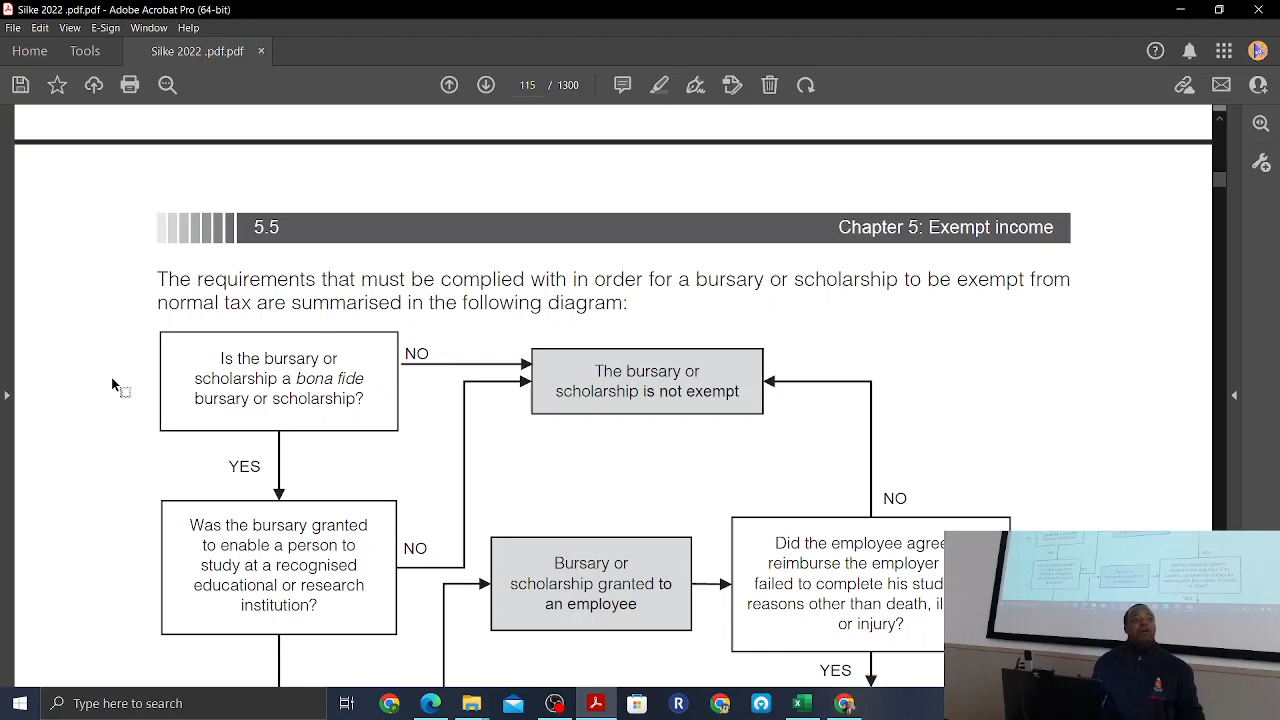 Silke 2022 .pdf.pdf - Adobe Acrobat Pro (64-bit)
File Edit View E-Sign Window Help
Home Tools Silke 2022 .pdf.pdf ×
115 / 1300
5.5 Chapter 5: Exempt income
The requirements that must be complied with in order for a bursary or scholarship to be exempt from
normal tax are summarised in the following diagram:
Is the bursary or
scholarship a bona fide
bursary or scholarship?
NO
The bursary or
scholarship is not exempt
YES
NO
Was the bursary granted
to enable a person to
study at a recognised
educational or research
institution?
NO
Bursary or
scholarship granted to
an employee
Did the employee agre
reimburse the employer
failed to complete his stud
reasons other than death, il
or injury?
YES
Type here to search